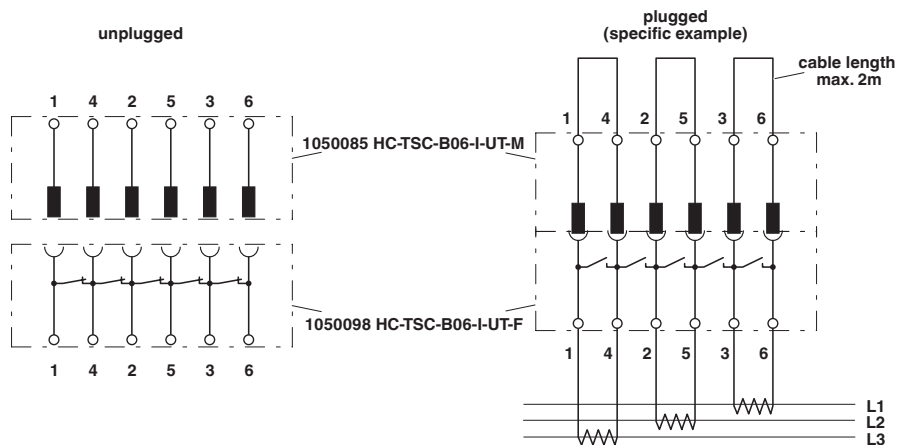 unplugged
plugged
(specific example)
cable length
max. 2m
1 4 2 5 3 6
1 4 2 5 3 6
1050085 HC-TSC-B06-I-UT-M
1050098 HC-TSC-B06-I-UT-F
1 4 2 5 3 6
1 4 2 5 3 6
L1
L2
L3